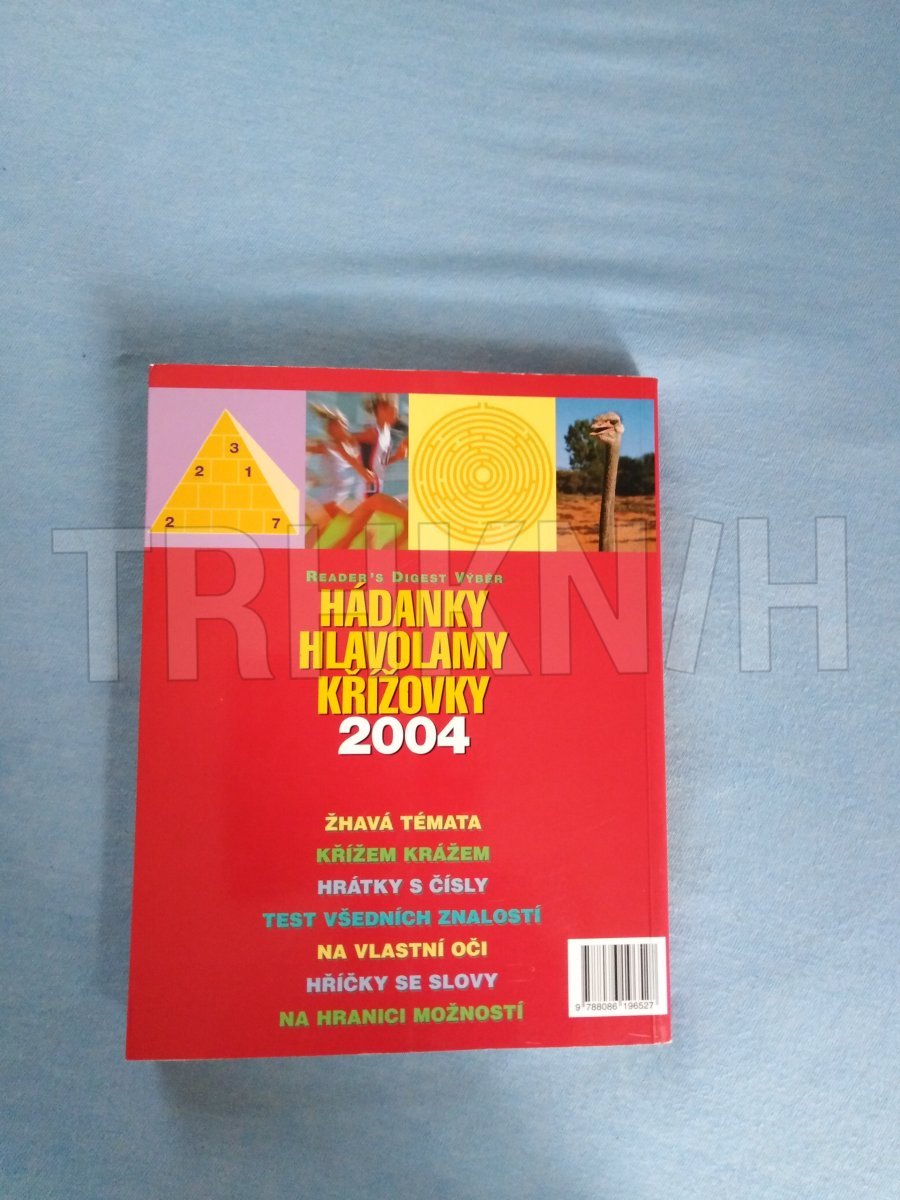 3
2 1
2 7
READER'S DIGEST VÝBĚR
HÁDANKY
HLAVOLAMY
KŘÍŽOVKY
2004
TRHKNIH
ŽHAVÁ TÉMATA
KŘÍŽEM KRÁŽEM
HRÁTKY S ČÍSLY
TEST VŠEDNÍCH ZNALOSTÍ
NA VLASTNÍ OČI
HŘÍČKY SE SLOVY
NA HRANICI MOŽNOSTÍ
9 788086 196527